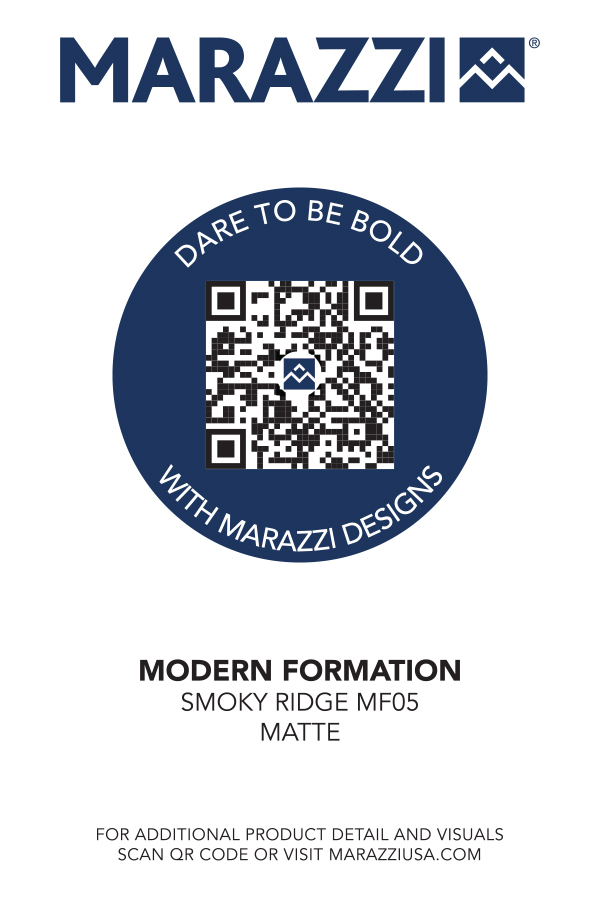 MARAZZI®
DARE TO BE BOLD
WITH MARAZZI DESIGNS
MODERN FORMATION
SMOKY RIDGE MF05
MATTE
FOR ADDITIONAL PRODUCT DETAIL AND VISUALS
SCAN QR CODE OR VISIT MARAZZIUSA.COM